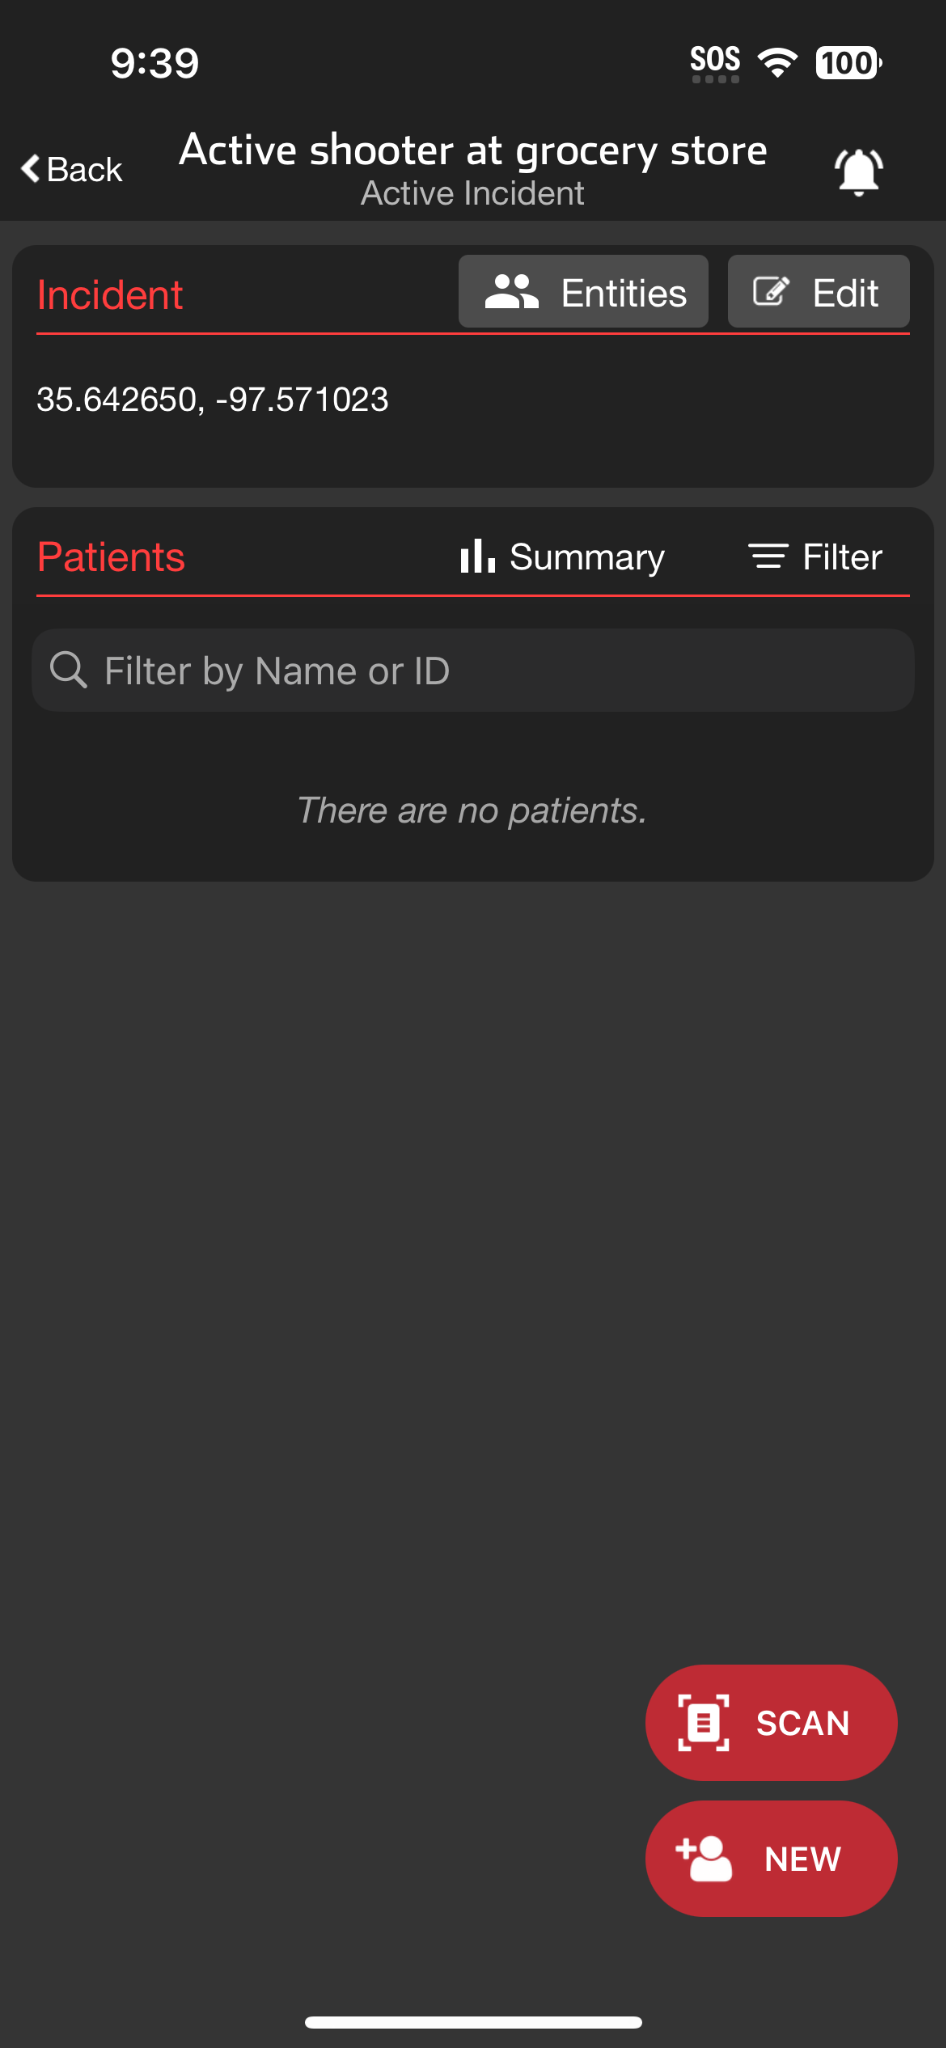 9:39
SOS
100
Back
Active shooter at grocery store
Active Incident
Incident
Entities
Edit
35.642650, -97.571023
Patients
Summary
Filter
Filter by Name or ID
There are no patients.
SCAN
NEW